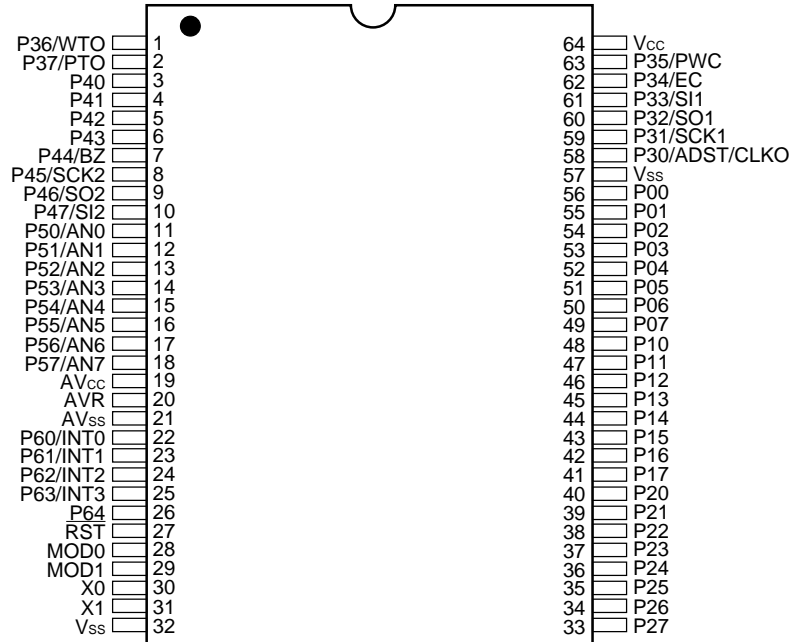 P36/WTO 1
P37/PTO 2
P40 3
P41 4
P42 5
P43 6
P44/BZ 7
P45/SCK2 8
P46/SO2 9
P47/SI2 10
P50/AN0 11
P51/AN1 12
P52/AN2 13
P53/AN3 14
P54/AN4 15
P55/AN5 16
P56/AN6 17
P57/AN7 18
AVCC 19
AVR 20
AVSS 21
P60/INT0 22
P61/INT1 23
P62/INT2 24
P63/INT3 25
P64 26
RST 27
MOD0 28
MOD1 29
X0 30
X1 31
VSS 32
64 VCC
63 P35/PWC
62 P34/EC
61 P33/SI1
60 P32/SO1
59 P31/SCK1
58 P30/ADST/CLKO
57 VSS
56 P00
55 P01
54 P02
53 P03
52 P04
51 P05
50 P06
49 P07
48 P10
47 P11
46 P12
45 P13
44 P14
43 P15
42 P16
41 P17
40 P20
39 P21
38 P22
37 P23
36 P24
35 P25
34 P26
33 P27